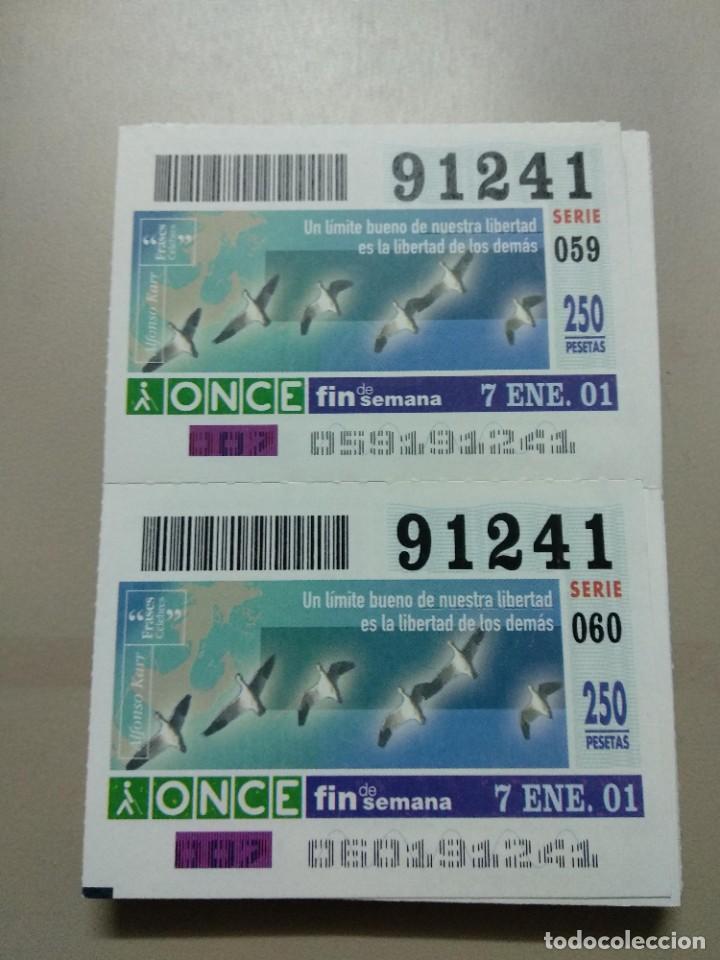 91241
Un límite bueno de nuestra libertad
es la libertad de los demás
SERIE
059
“Frases Célebres”
Alfonso Karr
250
PESETAS
ONCE fin de semana 7 ENE. 01
007 059191241
91241
Un límite bueno de nuestra libertad
es la libertad de los demás
SERIE
060
“Frases Célebres”
Alfonso Karr
250
PESETAS
ONCE fin de semana 7 ENE. 01
007 060191241
todocoleccion.net